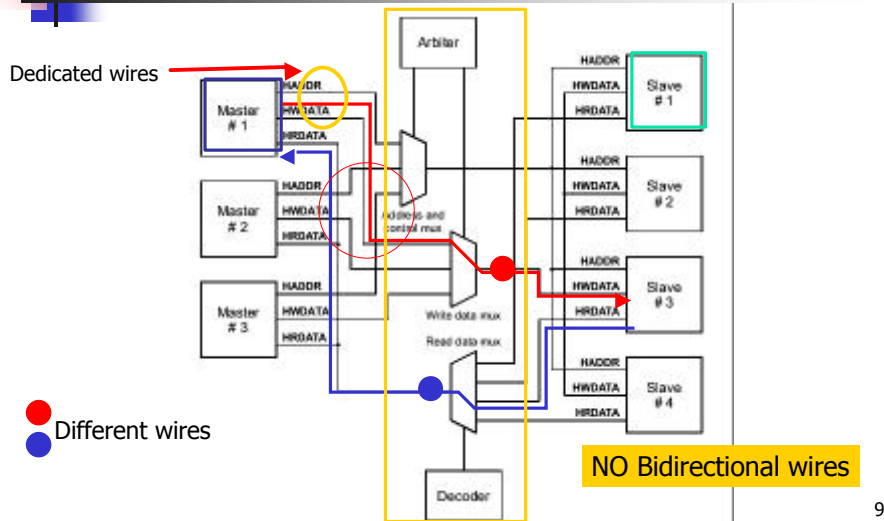 Dedicated wires
Arbiter
Master
# 1
HADDR
HWDATA
HRDATA
Master
# 2
HADDR
HWDATA
HRDATA
Master
# 3
HADDR
HWDATA
HRDATA
Address and
control mux
Write data mux
Read data mux
Decoder
HADDR
HWDATA
HRDATA
Slave
# 1
HADDR
HWDATA
HRDATA
Slave
# 2
HADDR
HWDATA
HRDATA
Slave
# 3
HADDR
HWDATA
HRDATA
Slave
# 4
Different wires
NO Bidirectional wires
9